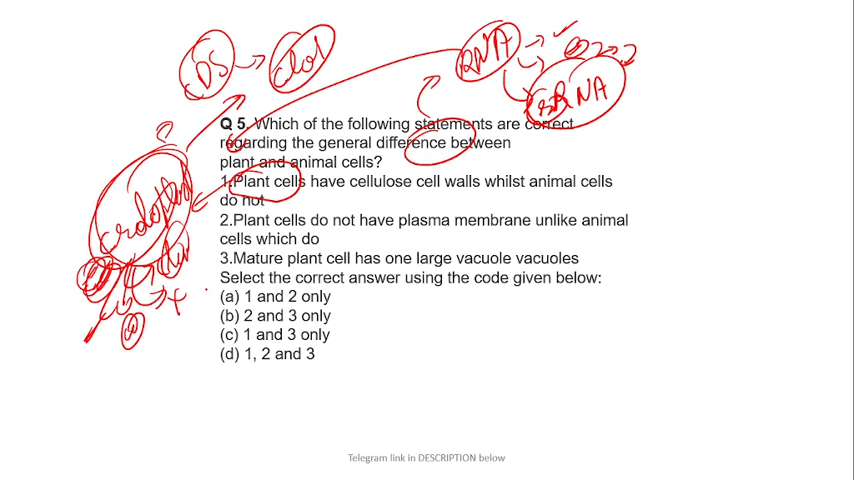 RNA
RNA
Q 5. Which of the following statements are correct
regarding the general difference between
plant and animal cells?
1.Plant cells have cellulose cell walls whilst animal cells
do not
2.Plant cells do not have plasma membrane unlike animal
cells which do
3.Mature plant cell has one large vacuole vacuoles
Select the correct answer using the code given below:
(a) 1 and 2 only
(b) 2 and 3 only
(c) 1 and 3 only
(d) 1, 2 and 3
Telegram link in DESCRIPTION below